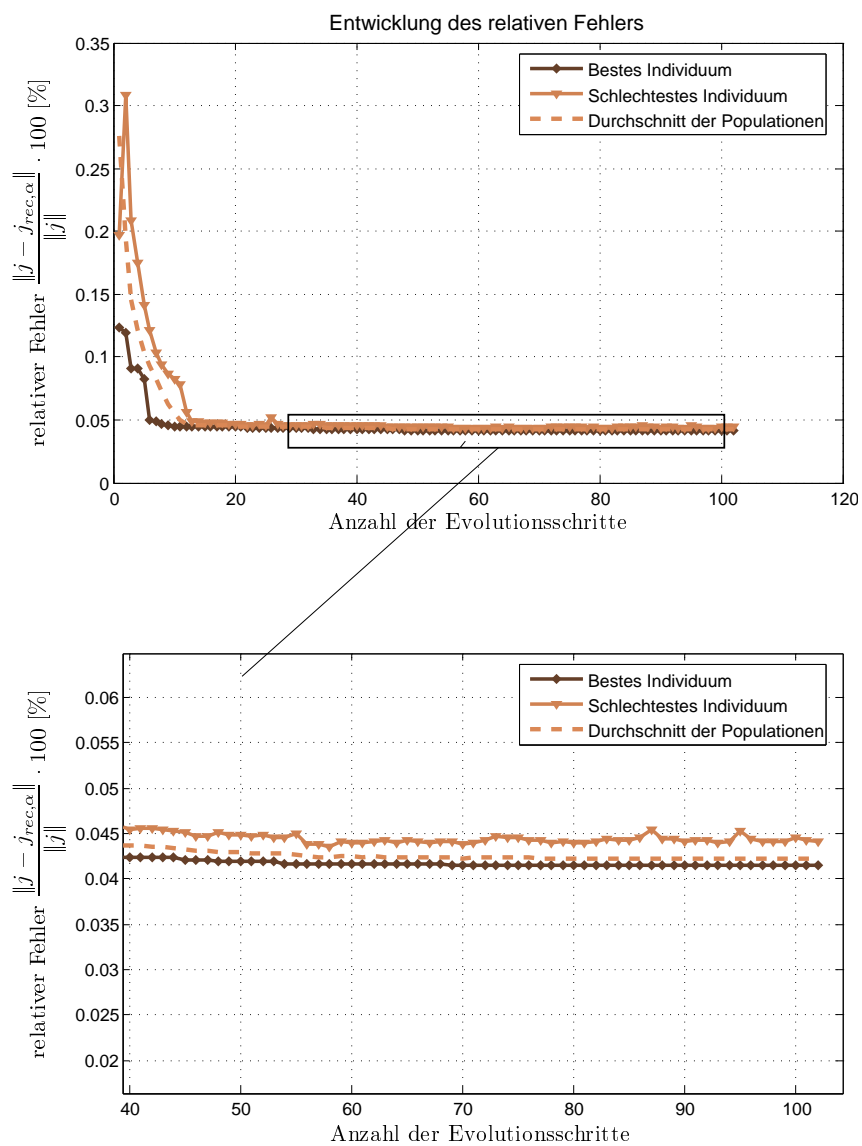 Entwicklung des relativen Fehlers
0.35
0.3
0.25
0.2
0.15
0.1
0.05
0
0 20 40 60 80 100 120
relativer Fehler ‖j − j_{rec,α}‖ / ‖j‖ · 100 [%]
Anzahl der Evolutionsschritte
Bestes Individuum
Schlechtestes Individuum
Durchschnitt der Populationen
0.06
0.055
0.05
0.045
0.04
0.035
0.03
0.025
0.02
40 50 60 70 80 90 100
relativer Fehler ‖j − j_{rec,α}‖ / ‖j‖ · 100 [%]
Anzahl der Evolutionsschritte
Bestes Individuum
Schlechtestes Individuum
Durchschnitt der Populationen